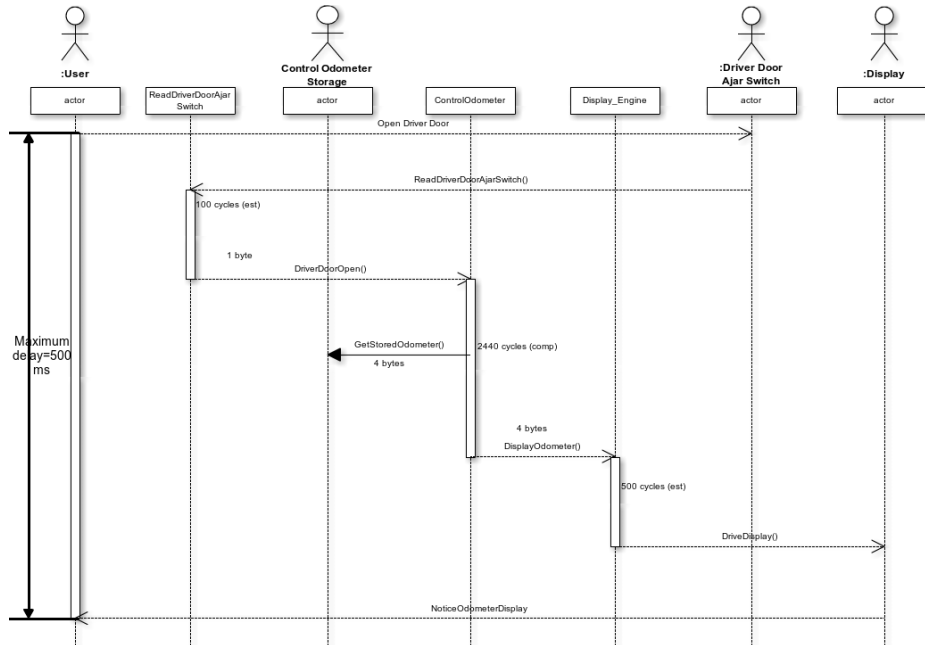 :User
Control Odometer
Storage
:Driver Door
Ajar Switch
:Display
actor
ReadDriverDoorAjar
Switch
actor
ControlOdometer
Display_Engine
actor
actor
Open Driver Door
ReadDriverDoorAjarSwitch()
100 cycles (est)
1 byte
DriverDoorOpen()
Maximum
delay=500
ms
GetStoredOdometer()
2440 cycles (comp)
4 bytes
4 bytes
DisplayOdometer()
500 cycles (est)
DriveDisplay()
NoticeOdometerDisplay